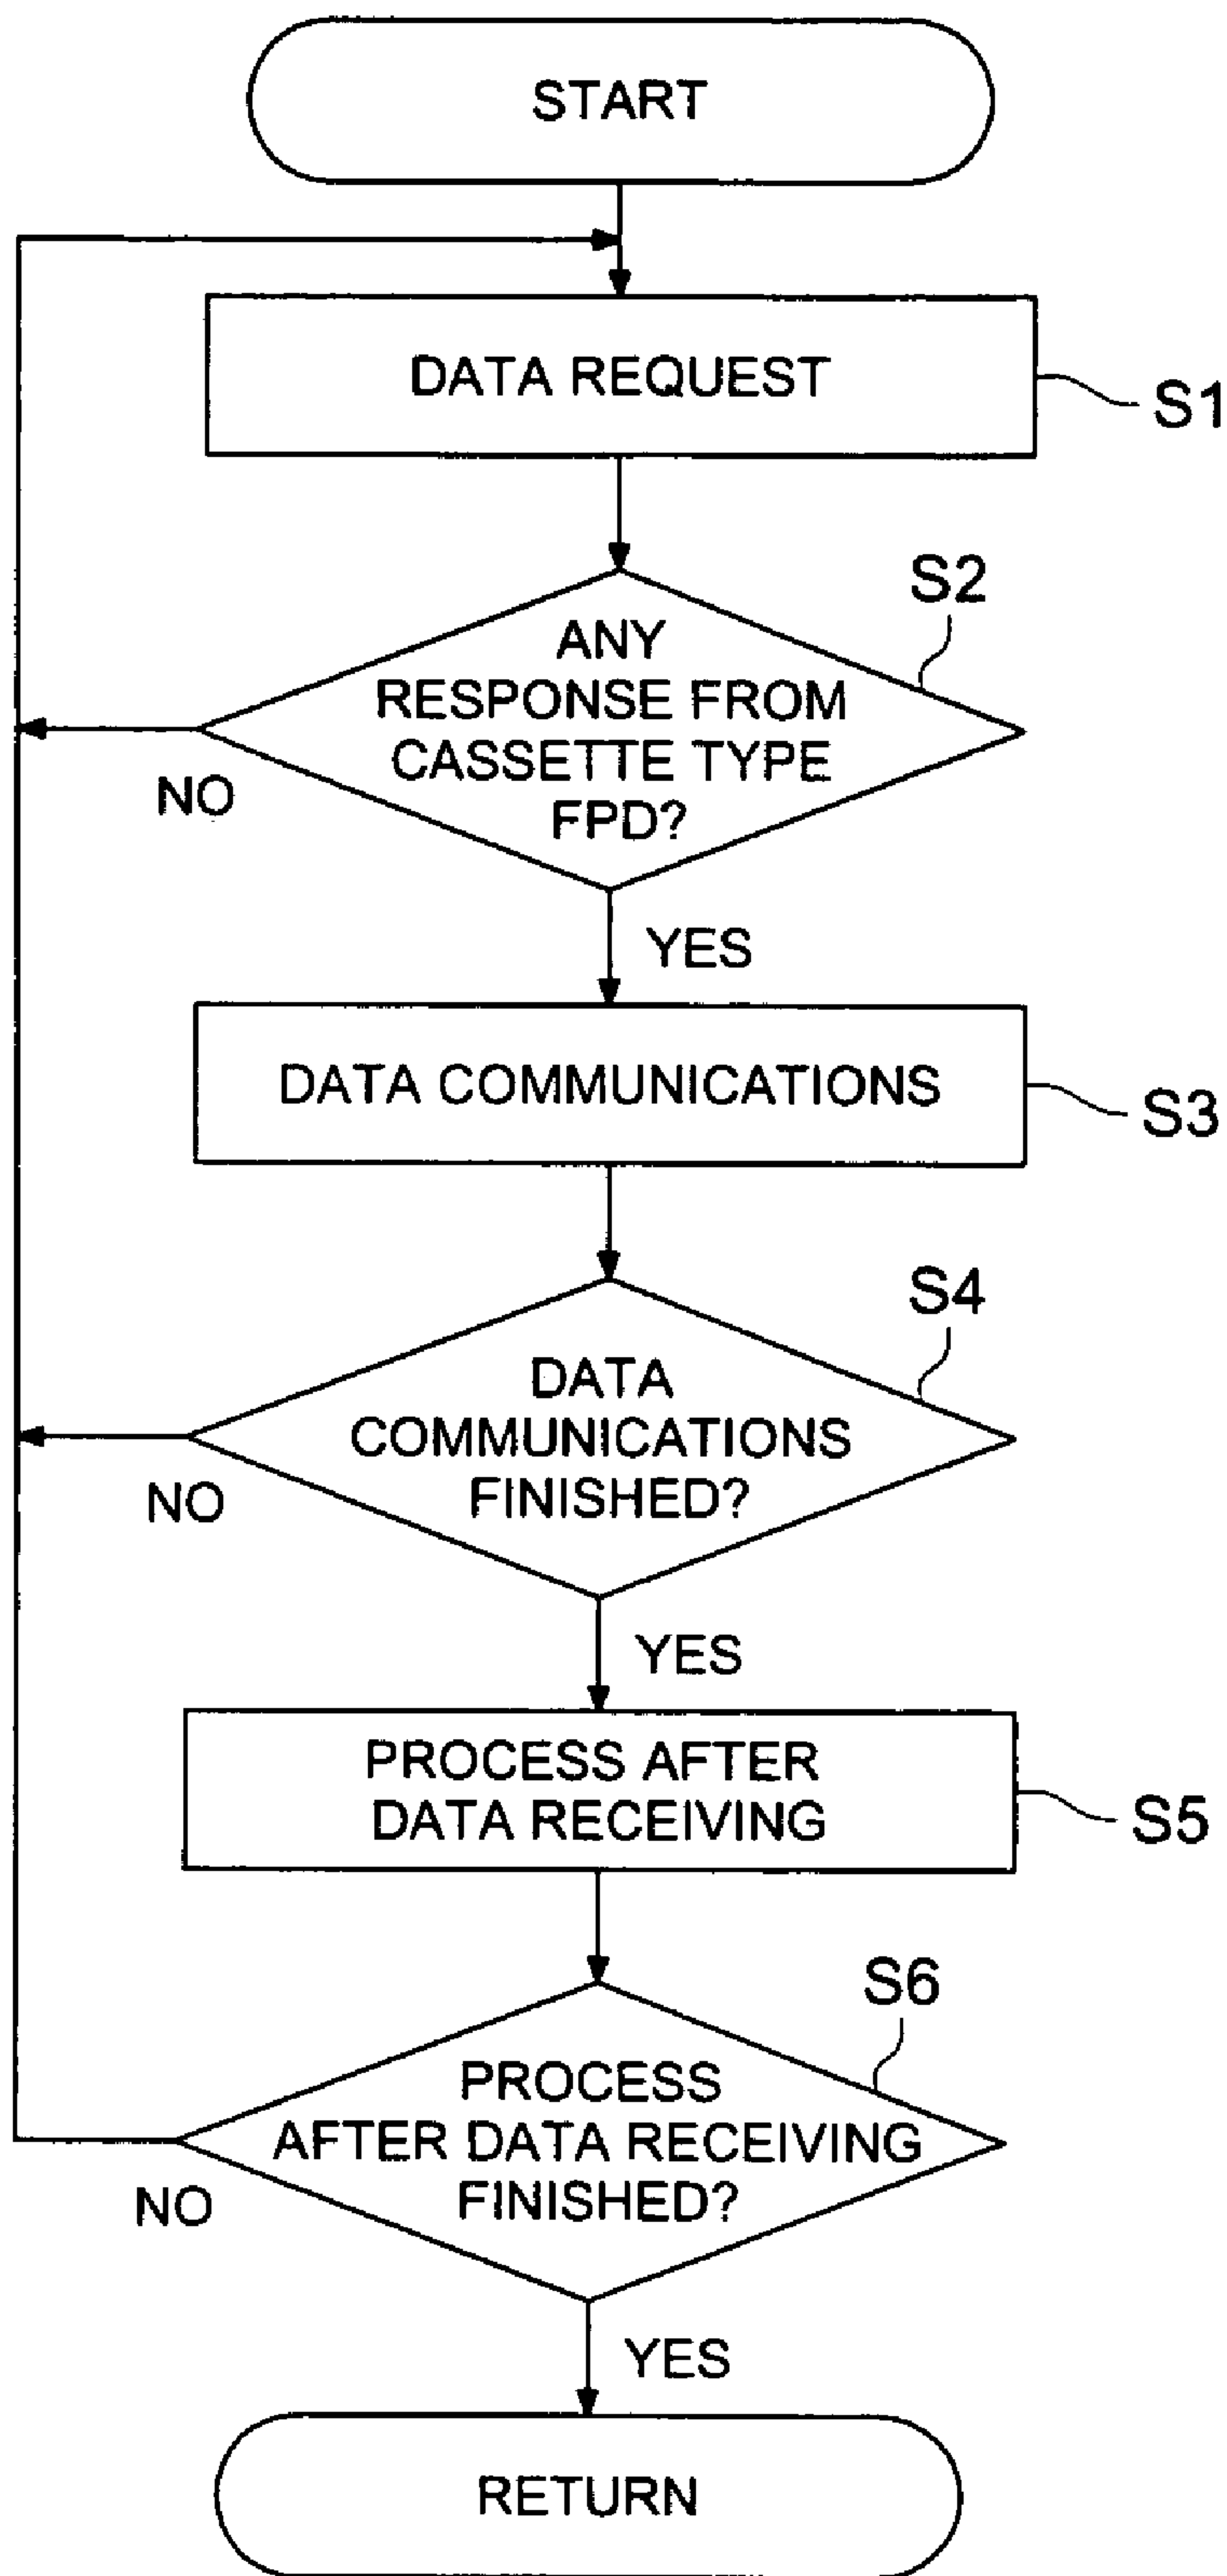 START
DATA REQUEST
S1
S2
ANY
RESPONSE FROM
CASSETTE TYPE
FPD?
NO
YES
DATA COMMUNICATIONS
S3
S4
DATA
COMMUNICATIONS
FINISHED?
NO
YES
PROCESS AFTER
DATA RECEIVING
S5
S6
PROCESS
AFTER DATA RECEIVING
FINISHED?
NO
YES
RETURN